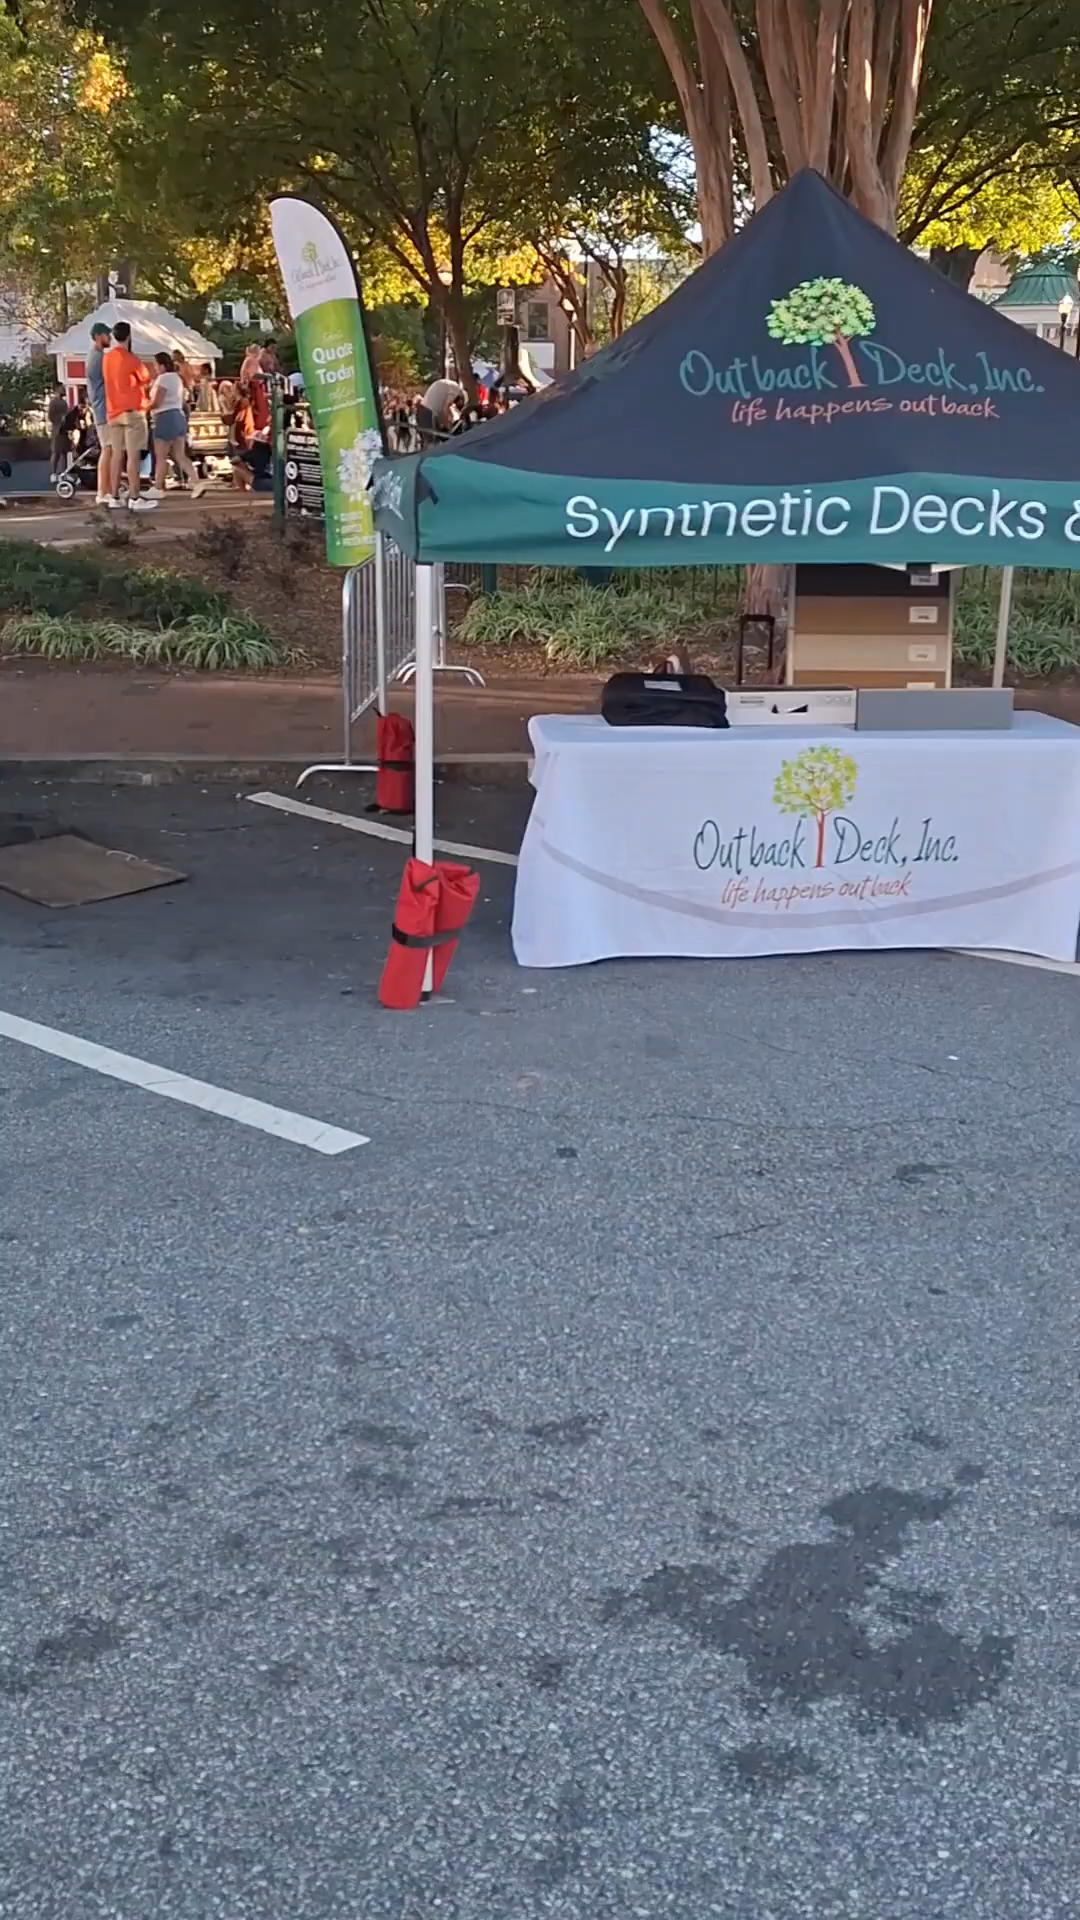 Outback Deck, Inc.
life happens out back
Synthetic Decks &
Quote
Today
Outback Deck, Inc.
life happens out back